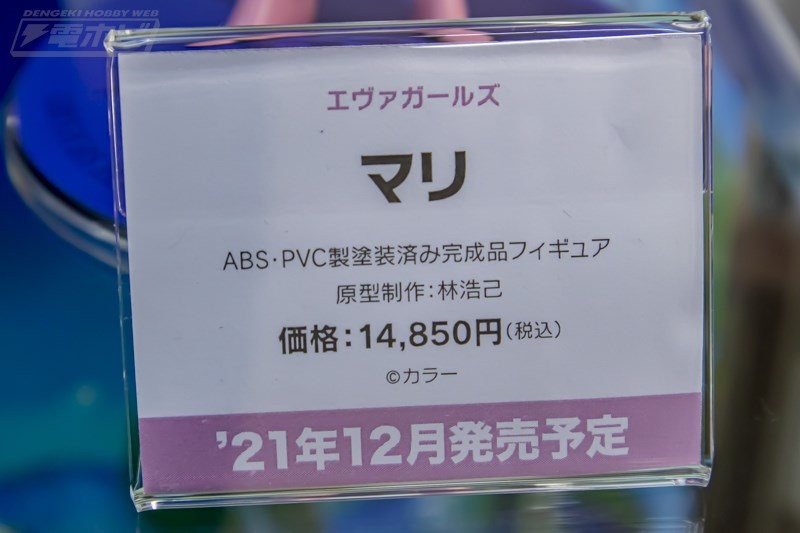 DENGEKI HOBBY WEB
電ホビ
エヴァガールズ
マリ
ABS・PVC製塗装済み完成品フィギュア
原型制作：林浩己
価格：14,850円（税込）
©カラー
’21年12月発売予定